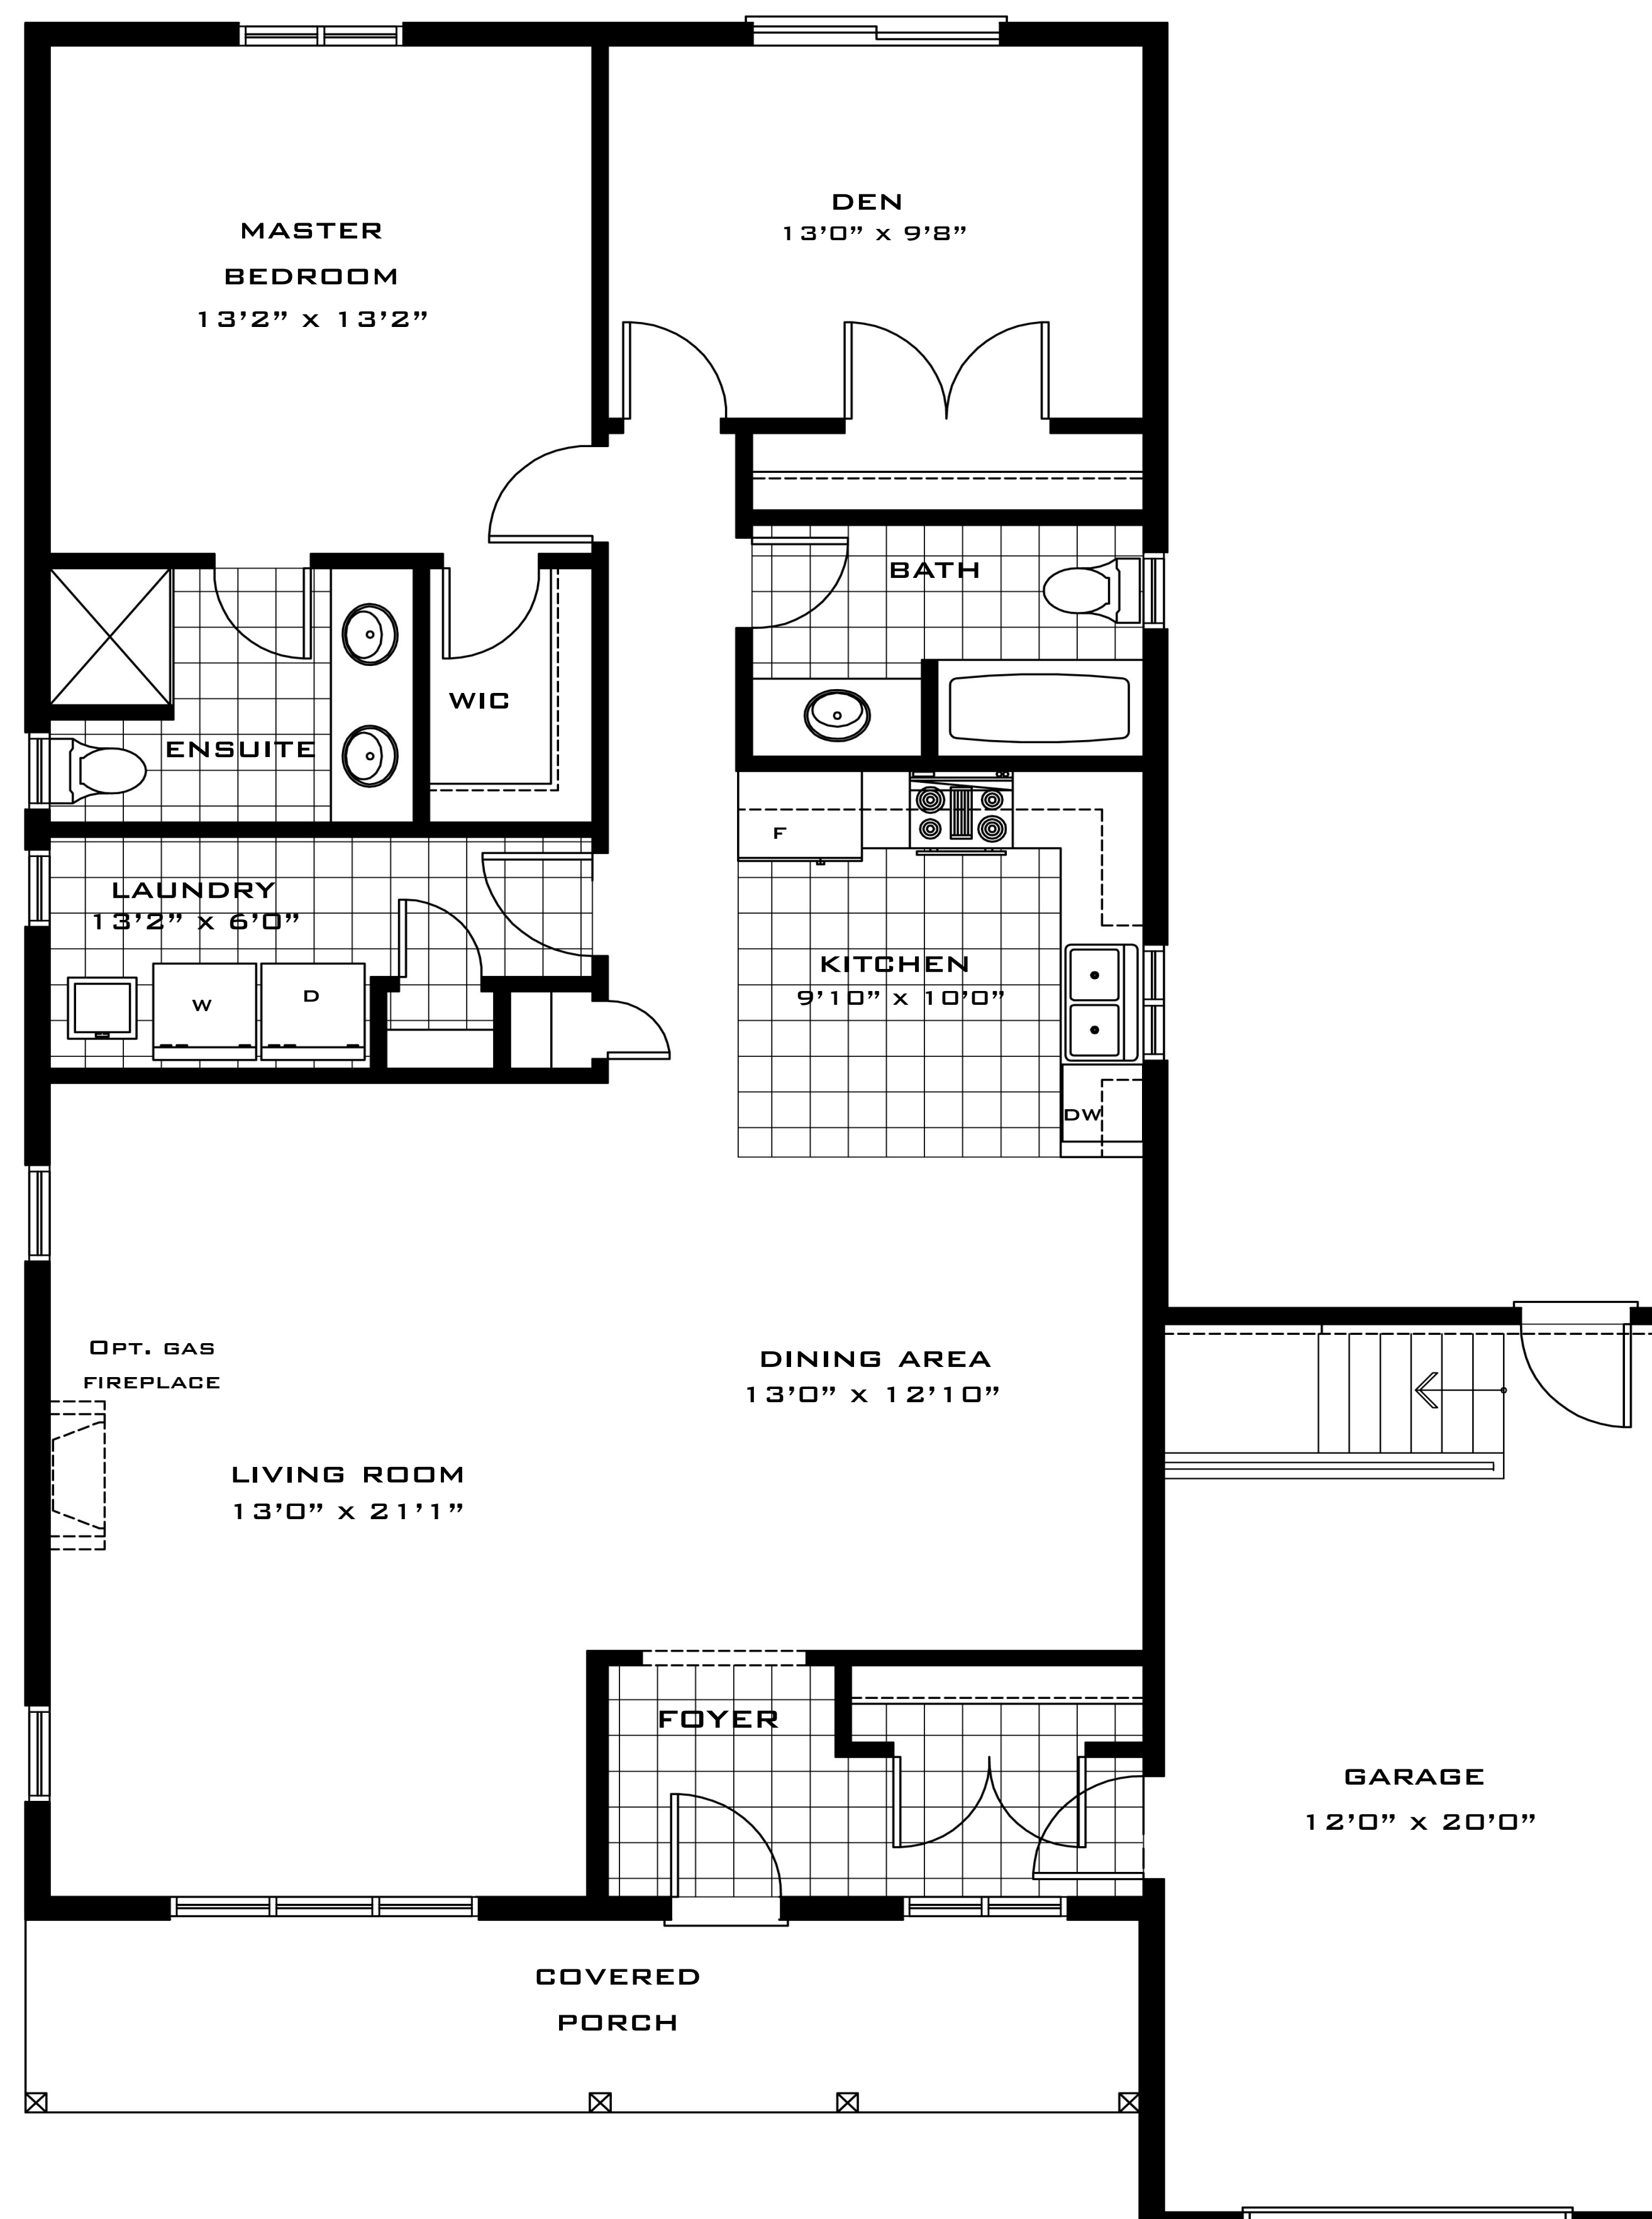 MASTER
BEDROOM
13'2" x 13'2"
DEN
13'0" x 9'8"
BATH
WIC
ENSUITE
F
LAUNDRY
13'2" x 6'0"
W
D
KITCHEN
9'10" x 10'0"
DW
OPT. GAS
FIREPLACE
DINING AREA
13'0" x 12'10"
LIVING ROOM
13'0" x 21'1"
FOYER
GARAGE
12'0" x 20'0"
COVERED
PORCH